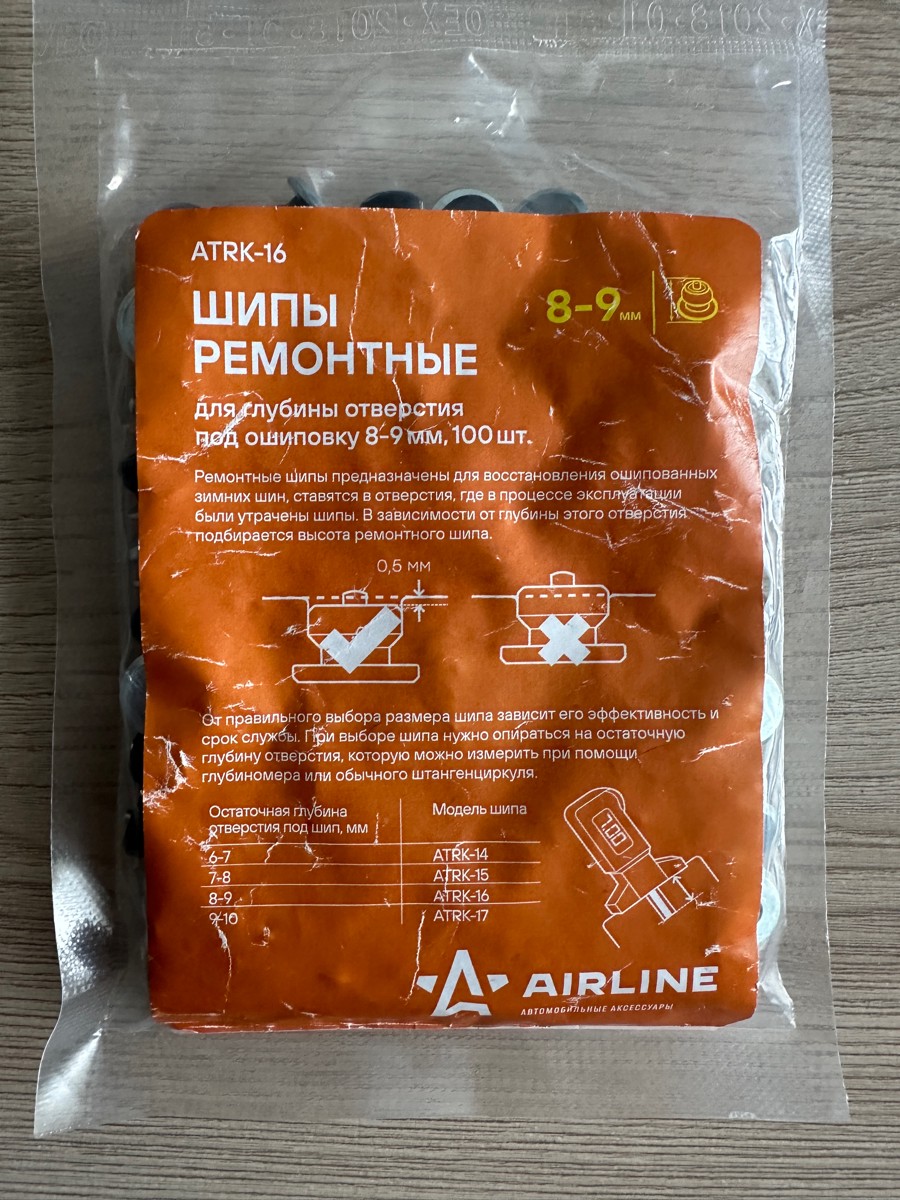 ATRK-16
ШИПЫ
РЕМОНТНЫЕ
8-9 мм
для глубины отверстия
под ошиповку 8-9 мм, 100 шт.
Ремонтные шипы предназначены для восстановления ошипованных
зимних шин, ставятся в отверстия, где в процессе эксплуатации
были утрачены шипы. В зависимости от глубины этого отверстия
подбирается высота ремонтного шипа.
0,5 мм
От правильного выбора размера шипа зависит его эффективность и
срок службы. При выборе шипа нужно опираться на остаточную
глубину отверстия, которую можно измерить при помощи
глубиномера или обычного штангенциркуля.
Остаточная глубина
отверстия под шип, мм
Модель шипа
6-7 ATRK-14
7-8 ATRK-15
8-9 ATRK-16
9-10 ATRK-17
7.00
AIRLINE
АВТОМОБИЛЬНЫЕ АКСЕССУАРЫ